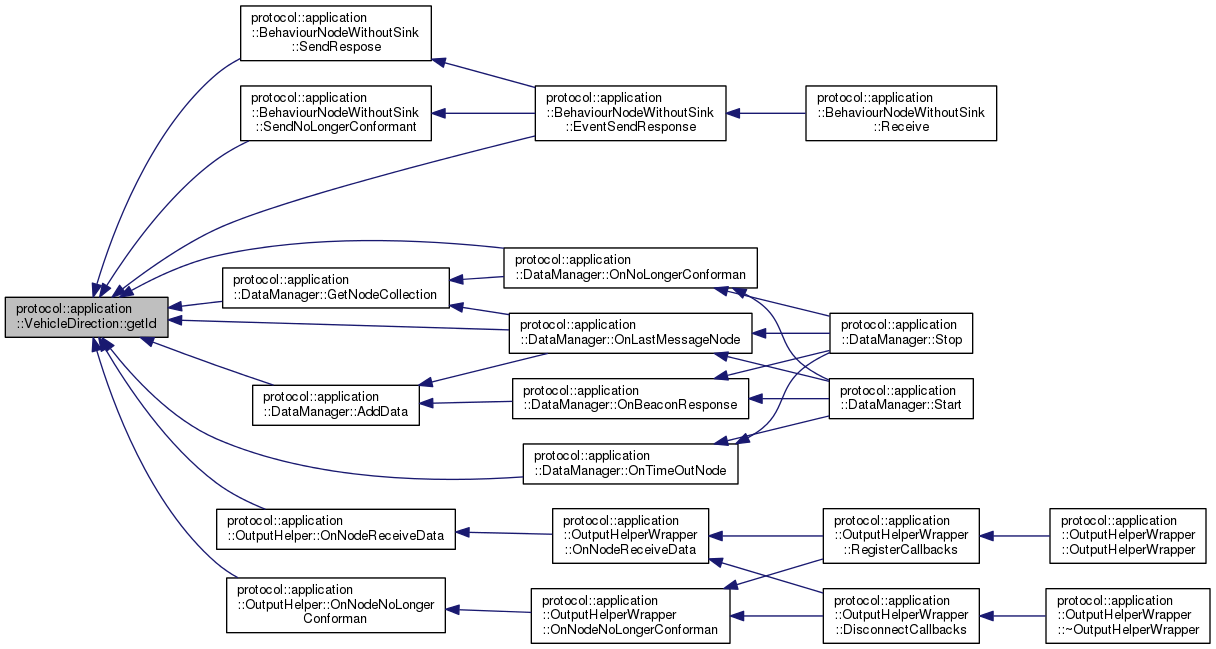 protocol::application
::BehaviourNodeWithoutSink
::SendRespose
protocol::application
::BehaviourNodeWithoutSink
::SendNoLongerConformant
protocol::application
::BehaviourNodeWithoutSink
::EventSendResponse
protocol::application
::BehaviourNodeWithoutSink
::Receive
protocol::application
::VehicleDirection::getId
protocol::application
::DataManager::GetNodeCollection
protocol::application
::DataManager::OnNoLongerConforman
protocol::application
::DataManager::OnLastMessageNode
protocol::application
::DataManager::Stop
protocol::application
::DataManager::AddData
protocol::application
::DataManager::OnBeaconResponse
protocol::application
::DataManager::Start
protocol::application
::DataManager::OnTimeOutNode
protocol::application
::OutputHelper::OnNodeReceiveData
protocol::application
::OutputHelperWrapper
::OnNodeReceiveData
protocol::application
::OutputHelperWrapper
::RegisterCallbacks
protocol::application
::OutputHelperWrapper
::OutputHelperWrapper
protocol::application
::OutputHelper::OnNodeNoLonger
Conforman
protocol::application
::OutputHelperWrapper
::OnNodeNoLongerConforman
protocol::application
::OutputHelperWrapper
::DisconnectCallbacks
protocol::application
::OutputHelperWrapper
::~OutputHelperWrapper